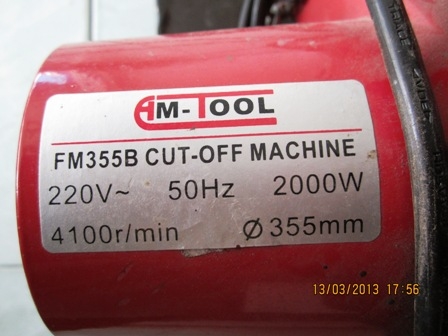 AM-TOOL
FM355B CUT-OFF MACHINE
220V~ 50Hz 2000W
4100r/min Ø355mm
13/03/2013 17:56